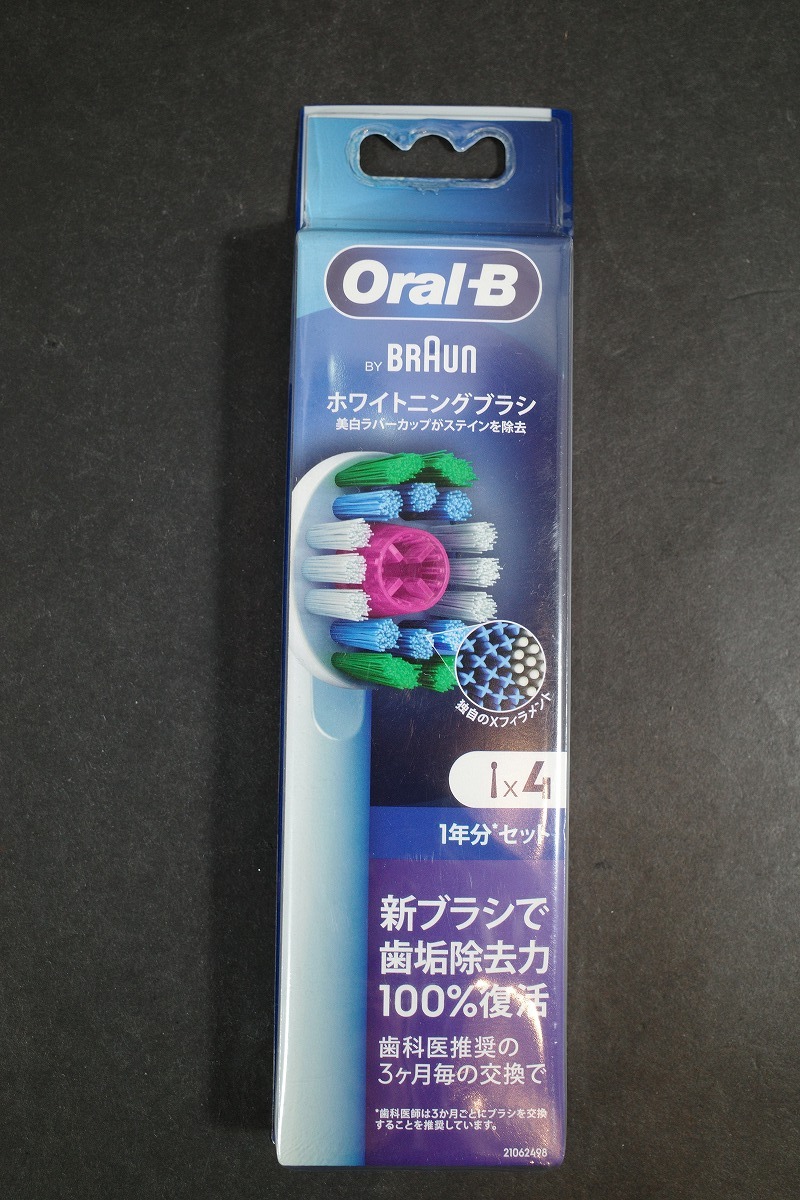 Oral-B
BY BRAUN
ホワイトニングブラシ
美白ラバーカップがステインを除去
独自のXフィラメント
x4
1年分*セット
新ブラシで
歯垢除去力
100%復活
歯科医推奨の
3ヶ月毎の交換で
*歯科医師は3か月ごとにブラシを交換
することを推奨しています。
21062498